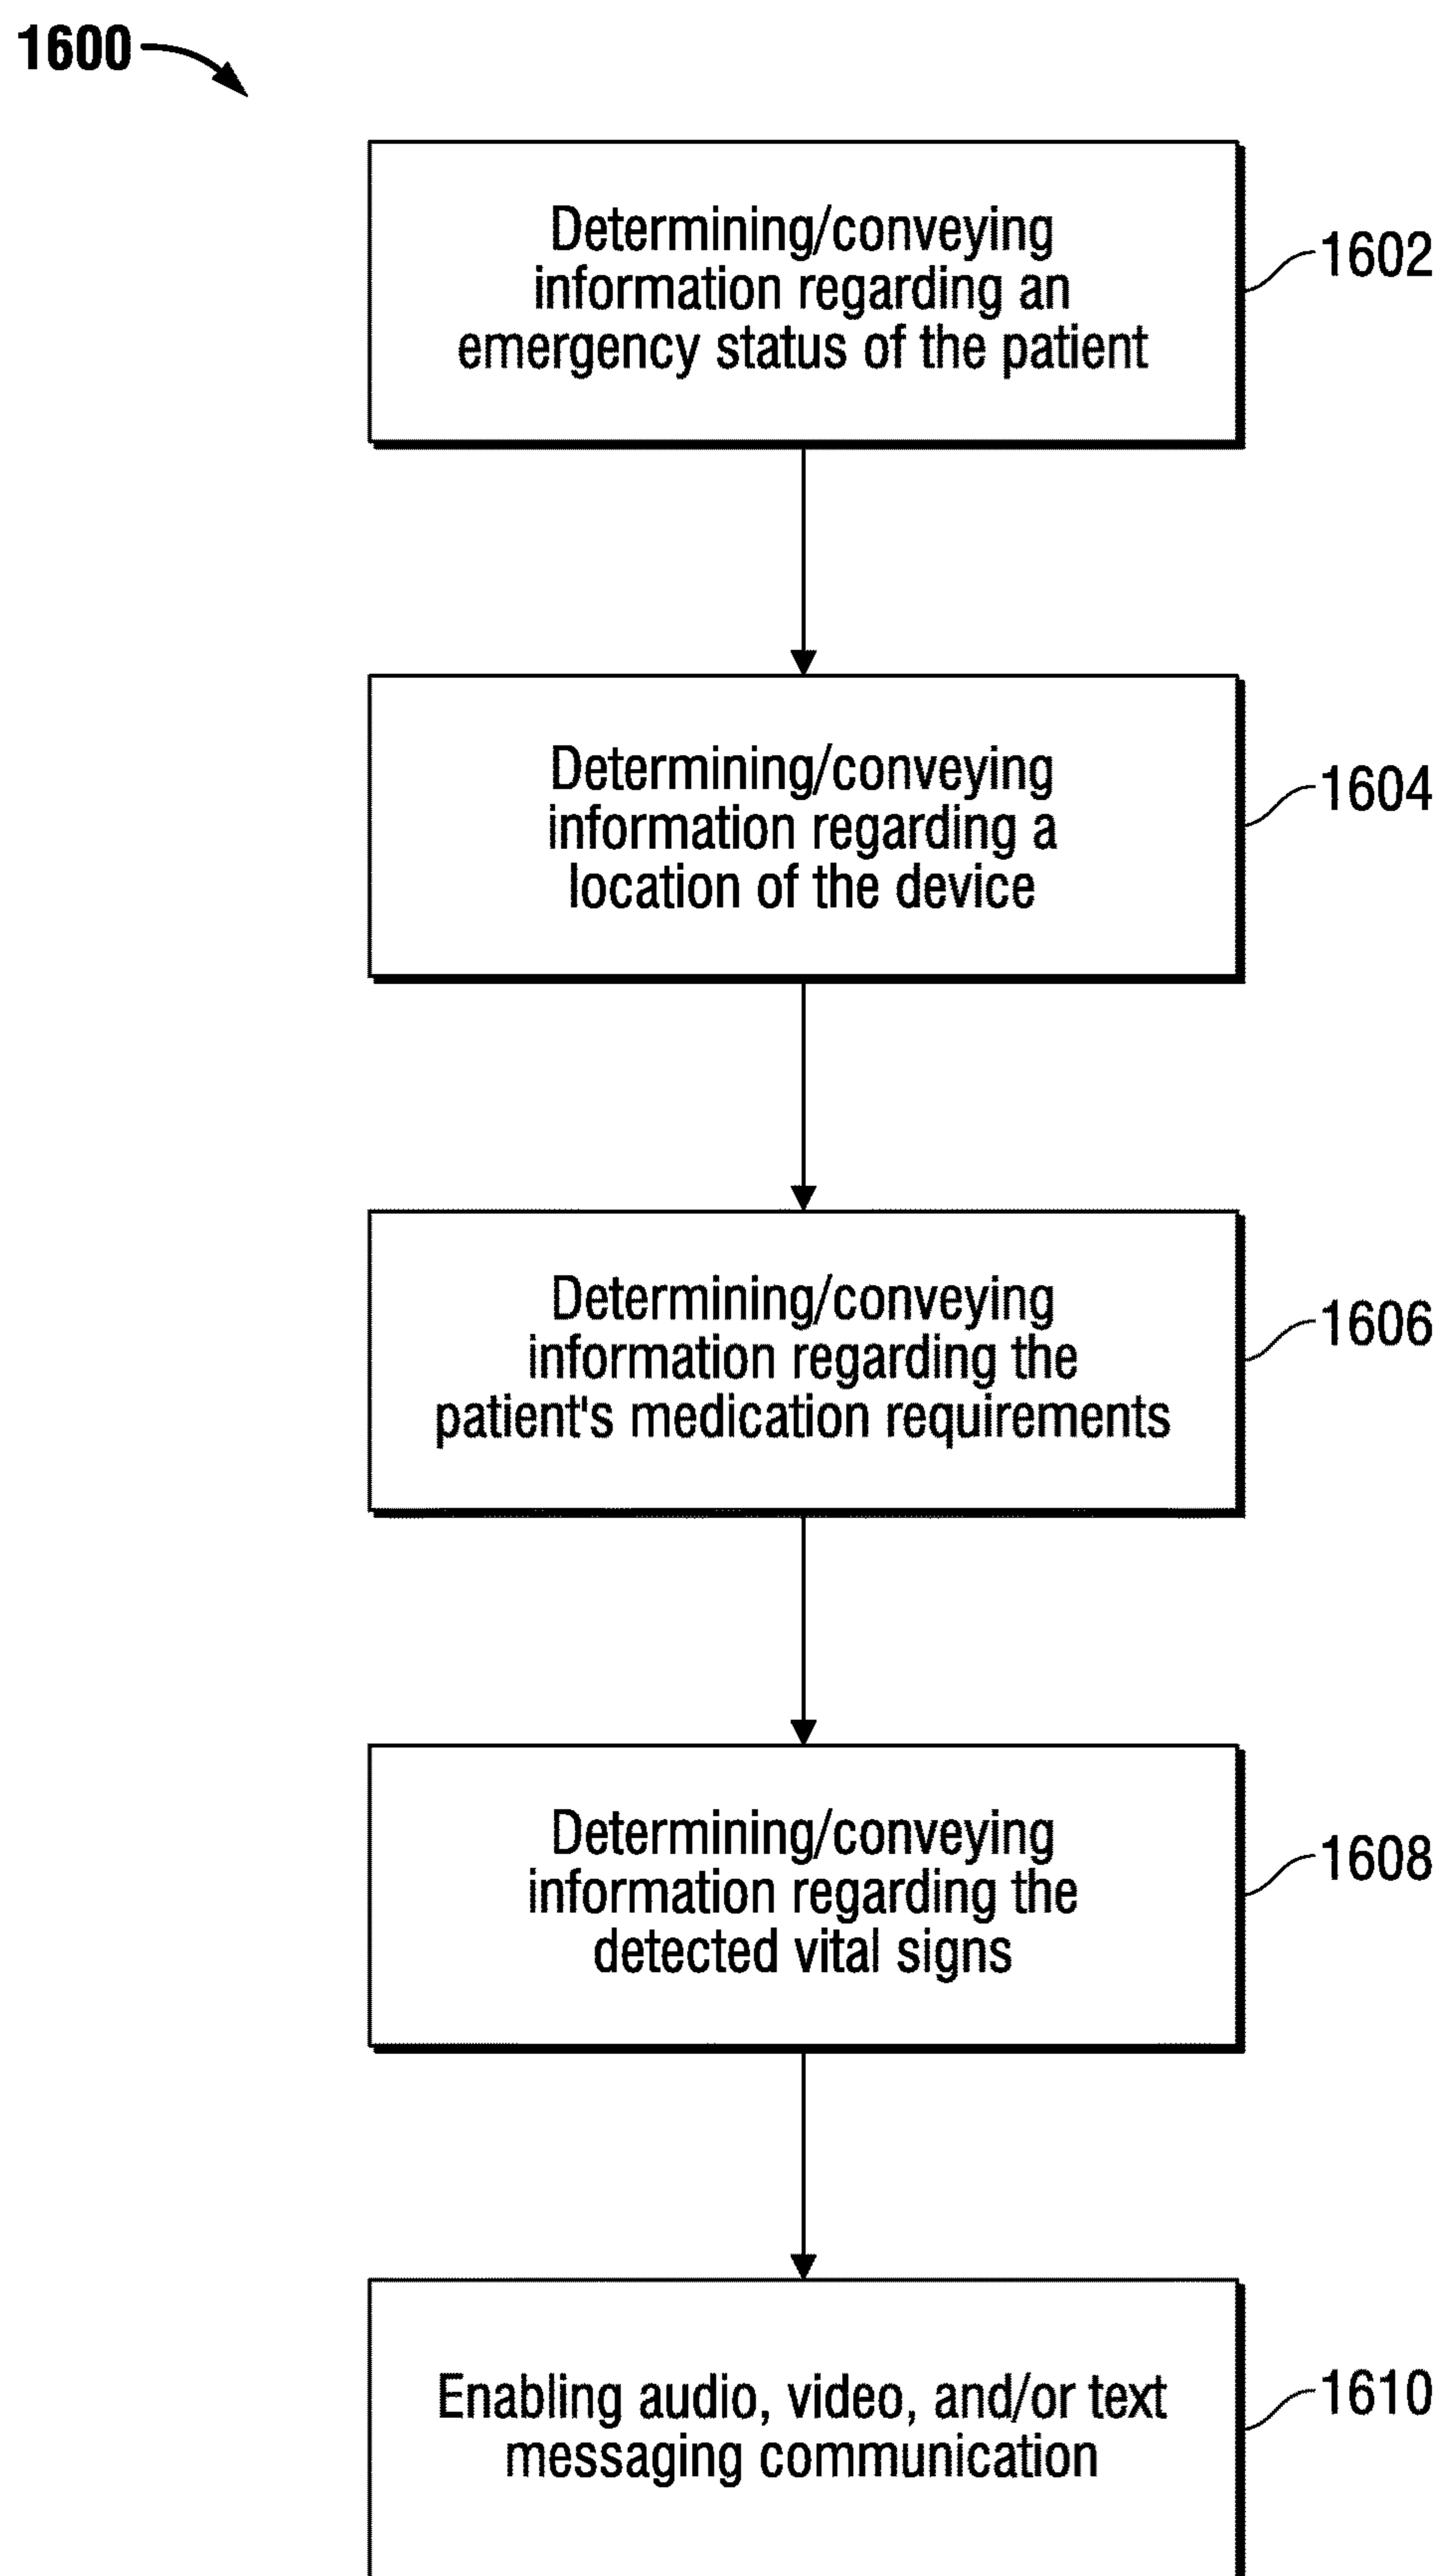 1600
Determining/conveying
information regarding an
emergency status of the patient
1602
Determining/conveying
information regarding a
location of the device
1604
Determining/conveying
information regarding the
patient's medication requirements
1606
Determining/conveying
information regarding the
detected vital signs
1608
Enabling audio, video, and/or text
messaging communication
1610